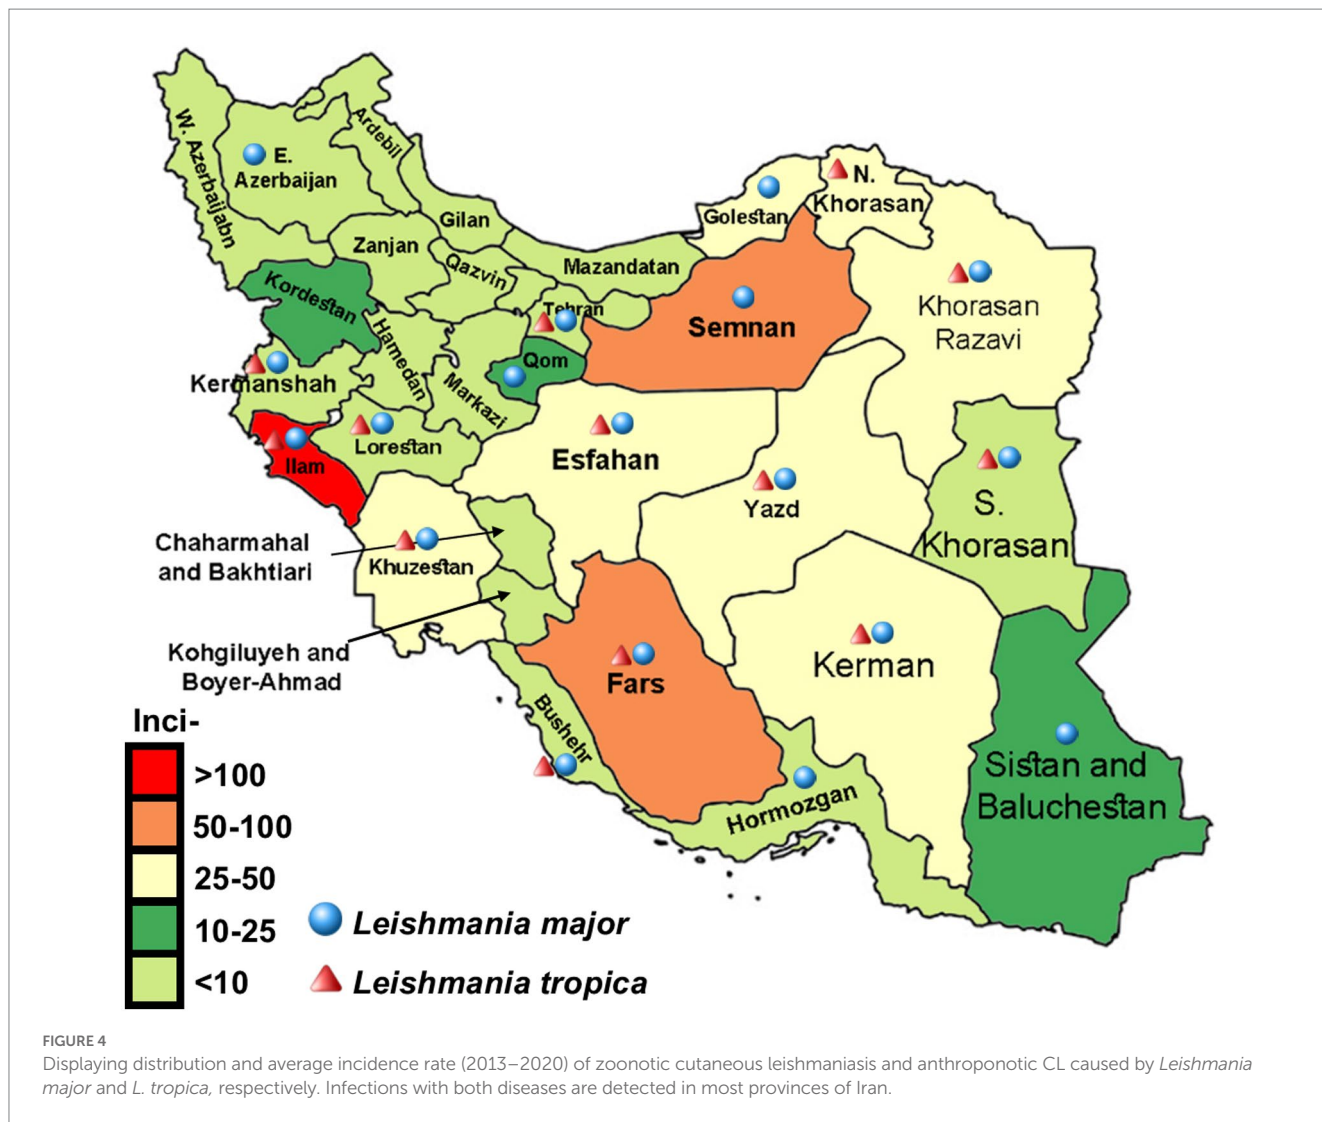 W. Azerbaijabn
E.
Azerbaijan
Ardebil
Gilan
Zanjan
Qazvin
Mazandatan
Golestan
N.
Khorasan
Kordestan
Hamedan
Tehran
Semnan
Khorasan
Razavi
Qom
Kermanshah
Markazi
Lorestan
Ilam
Esfahan
Yazd
S.
Khorasan
Chaharmahal
and Bakhtiari
Khuzestan
Kohgiluyeh and
Boyer-Ahmad
Fars
Kerman
Bushehr
Hormozgan
Sistan and
Baluchestan
Inci-
>100
50-100
25-50
10-25
<10
Leishmania major
Leishmania tropica
FIGURE 4
Displaying distribution and average incidence rate (2013–2020) of zoonotic cutaneous leishmaniasis and anthroponotic CL caused by Leishmania
major and L. tropica, respectively. Infections with both diseases are detected in most provinces of Iran.